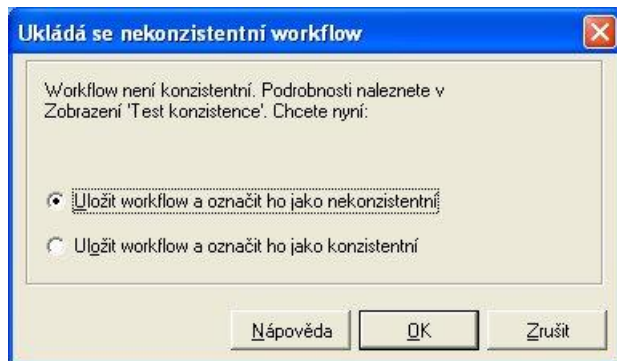 Ukládá se nekonzistentní workflow
Workflow není konzistentní. Podrobnosti naleznete v
Zobrazení 'Test konzistence'. Chcete nyní:
Uložit workflow a označit ho jako nekonzistentní
Uložit workflow a označit ho jako konzistentní
Nápověda
OK
Zrušit